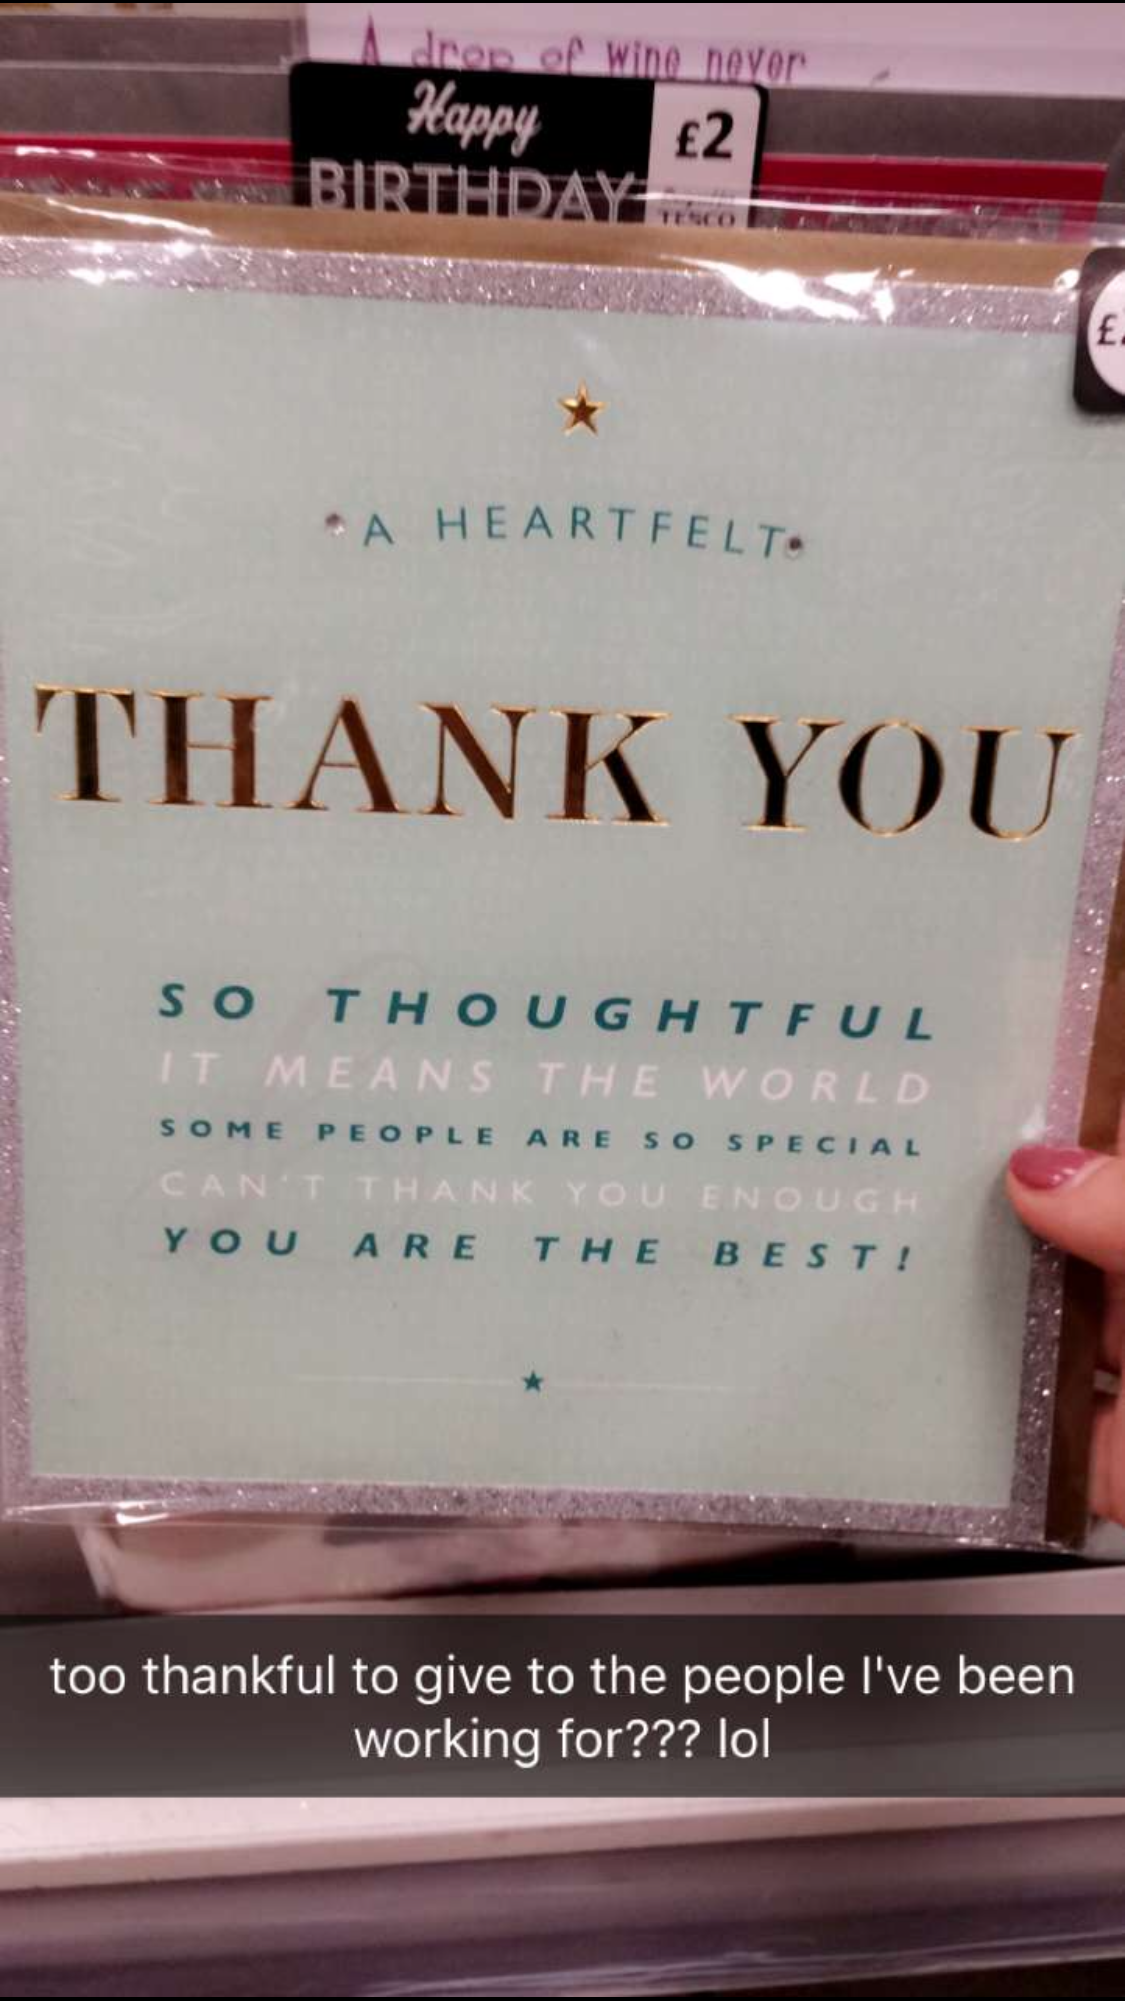 A drop of wine never
Happy
BIRTHDAY
£2
TESCO
£
A HEARTFELT
THANK YOU
SO THOUGHTFUL
IT MEANS THE WORLD
SOME PEOPLE ARE SO SPECIAL
CAN'T THANK YOU ENOUGH
YOU ARE THE BEST!
too thankful to give to the people I've been
working for??? lol